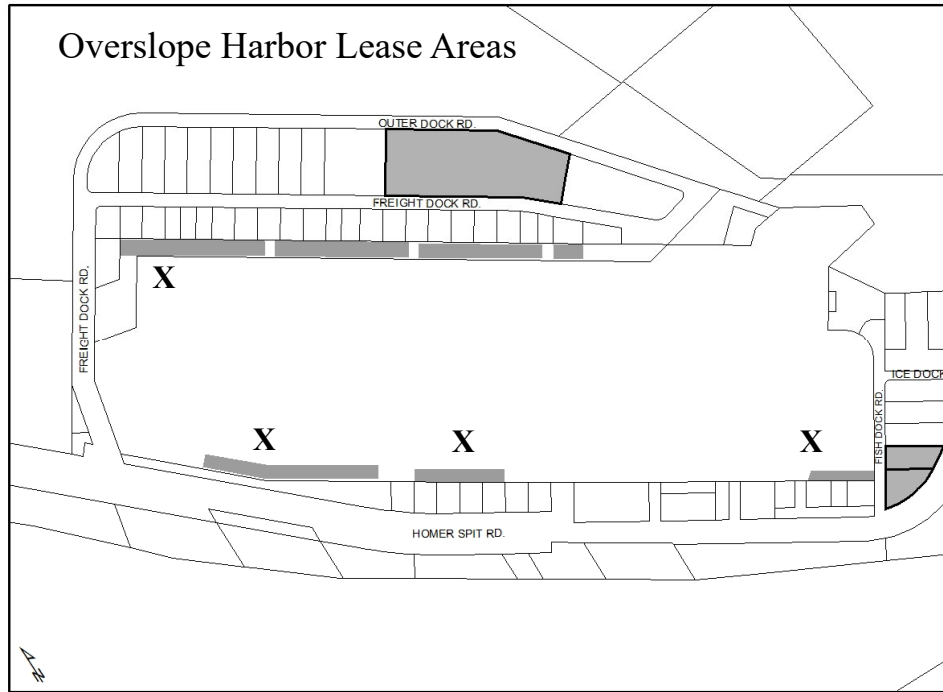 Overslope Harbor Lease Areas
OUTER DOCK RD.
FREIGHT DOCK RD.
X
FREIGHT DOCK RD.
ICE DOCK
FISH DOCK RD.
X
X
X
HOMER SPIT RD.
N